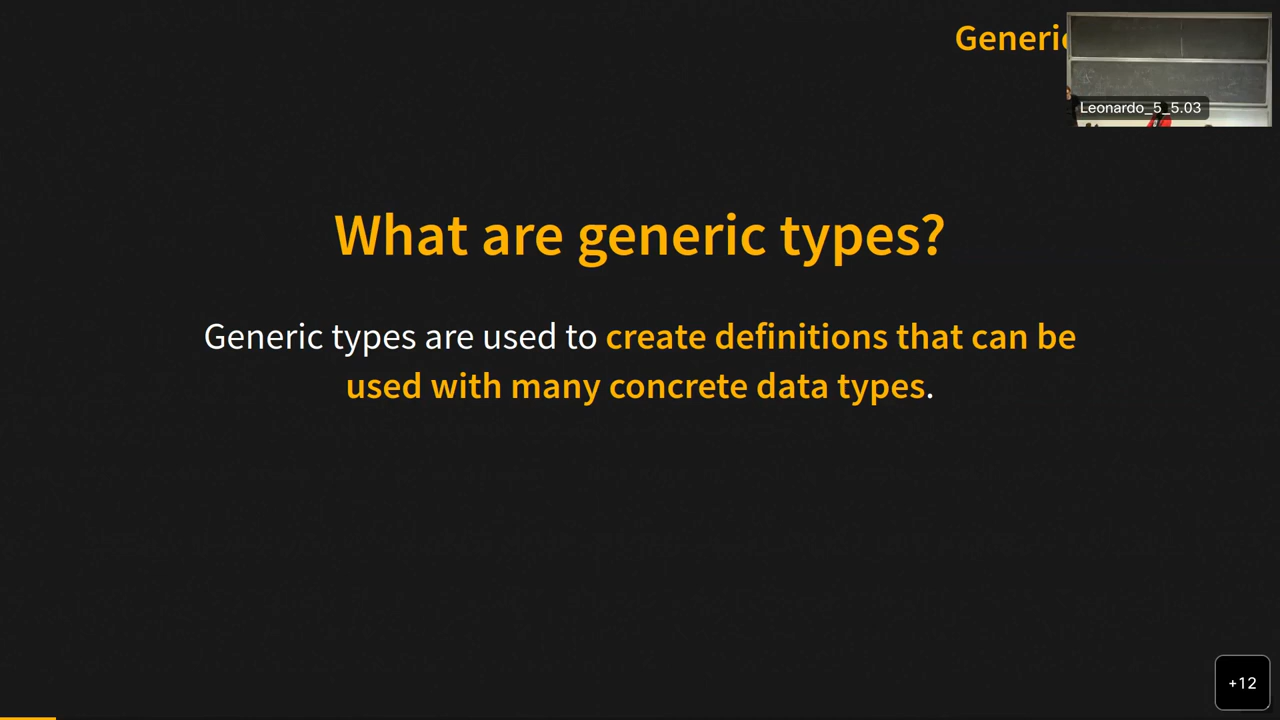 Generic
Leonardo_5_5.03
What are generic types?
Generic types are used to create definitions that can be
used with many concrete data types.
+12